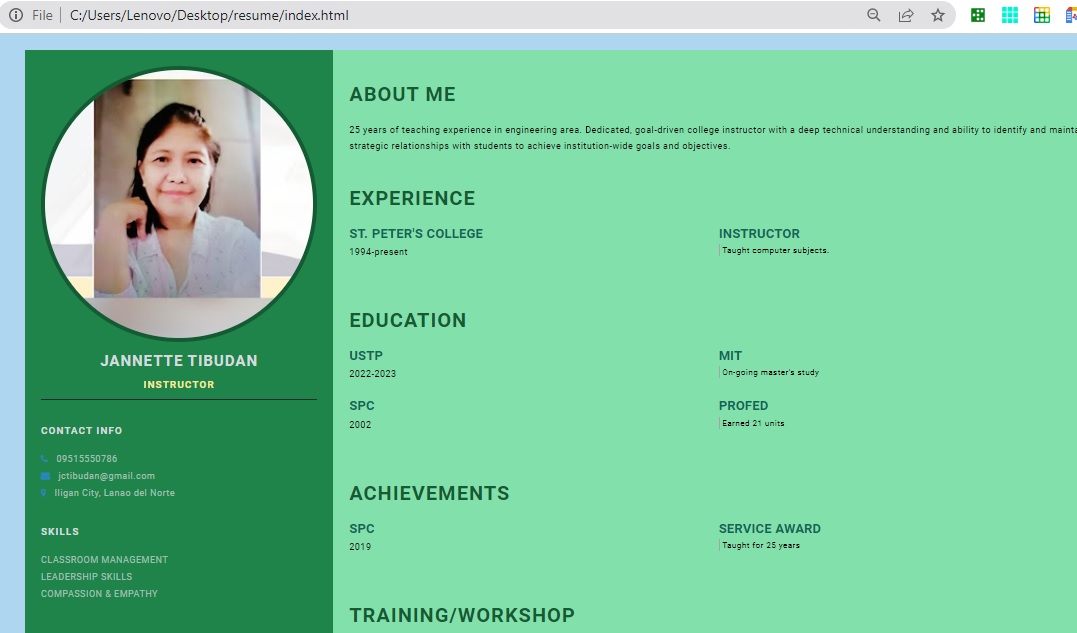 File
C:/Users/Lenovo/Desktop/resume/index.html
JANNETTE TIBUDAN
INSTRUCTOR
CONTACT INFO
09515550786
jctibudan@gmail.com
Iligan City, Lanao del Norte
SKILLS
CLASSROOM MANAGEMENT
LEADERSHIP SKILLS
COMPASSION & EMPATHY
ABOUT ME
25 years of teaching experience in engineering area. Dedicated, goal-driven college instructor with a deep technical understanding and ability to identify and
strategic relationships with students to achieve institution-wide goals and objectives.
EXPERIENCE
ST. PETER'S COLLEGE
1994-present
INSTRUCTOR
Taught computer subjects.
EDUCATION
USTP
2022-2023
MIT
On-going master's study
SPC
2002
PROFED
Earned 21 units
ACHIEVEMENTS
SPC
2019
SERVICE AWARD
Taught for 25 years
TRAINING/WORKSHOP